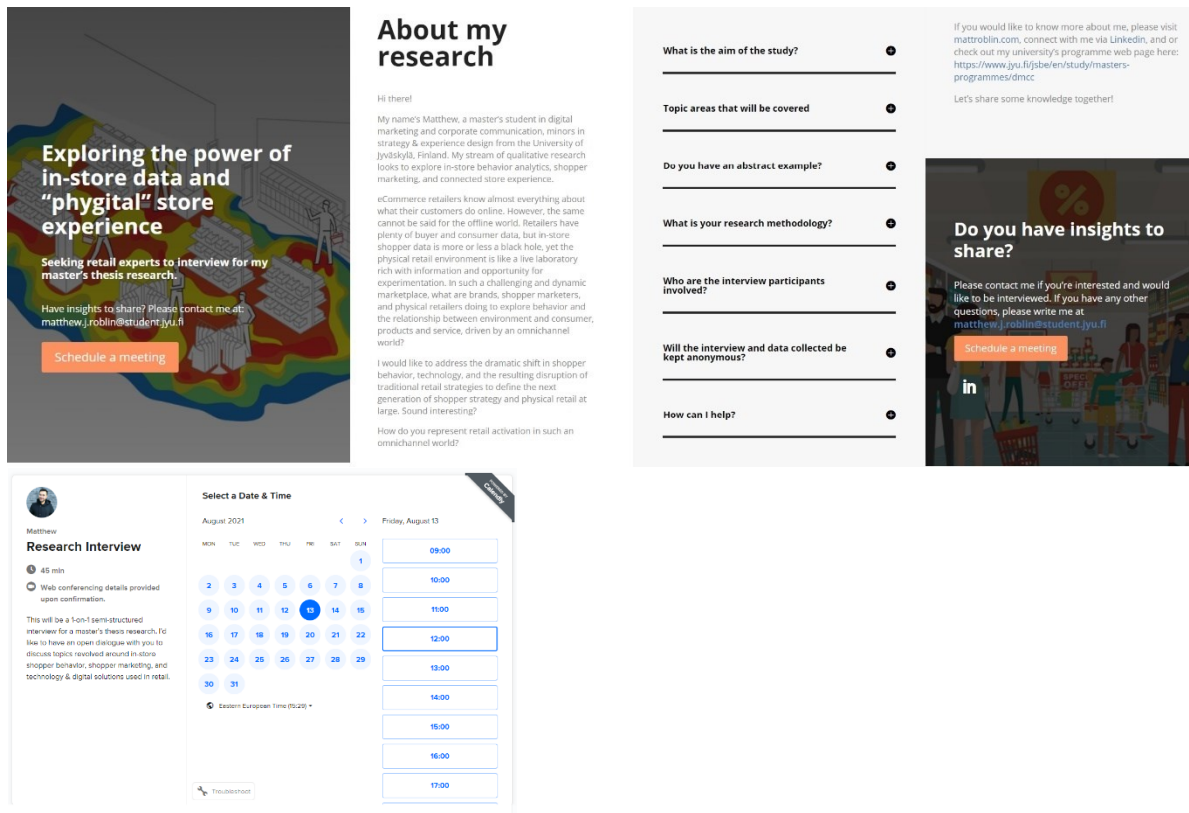 Exploring the power of
in-store data and
“phygital” store
experience
Seeking retail experts to interview for my
master’s thesis research.
Have insights to share? Please contact me at:
matthew.j.roblin@student.jyu.fi
Schedule a meeting
About my
research
Hi there!
My name's Matthew, a master's student in digital
marketing and corporate communication, minors in
strategy & experience design from the University of
Jyväskylä, Finland. My stream of qualitative research
looks to explore in-store behavior analytics, shopper
marketing, and connected store experience.
eCommerce retailers know almost everything about
what their customers do online. However, the same
cannot be said for the offline world. Retailers have
plenty of buyer and consumer data, but in-store
shopper data is more or less a black hole, yet the
physical retail environment is like a live laboratory
rich with information and opportunity for
experimentation. In such a challenging and dynamic
marketplace, what are brands, shopper marketers,
and physical retailers doing to explore behavior and
the relationship between environment and consumer,
products and service, driven by an omnichannel
world?
I would like to address the dramatic shift in shopper
behavior, technology, and the resulting disruption of
traditional retail strategies to define the next
generation of shopper strategy and physical retail at
large. Sound interesting?
How do you represent retail activation in such an
omnichannel world?
What is the aim of the study?
Topic areas that will be covered
Do you have an abstract example?
What is your research methodology?
Who are the interview participants
involved?
Will the interview and data collected be
kept anonymous?
How can I help?
If you would like to know more about me, please visit
mattroblin.com, connect with me via Linkedin, and or
check out my university's programme web page here:
https://www.jyu.fi/jsbe/en/study/masters-
programmes/dmcc
Let's share some knowledge together!
%
Do you have insights to
share?
Please contact me if you're interested and would
like to be interviewed. If you have any other
questions, please write me at
matthew.j.roblin@student.jyu.fi
Schedule a meeting
SPECI
OFFE
in
Matthew
Research Interview
45 min
Web conferencing details provided
upon confirmation.
This will be a 1-on-1 semi-structured
interview for a master's thesis research. I'd
like to have an open dialogue with you to
discuss topics revolved around in-store
shopper behavior, shopper marketing, and
technology & digital solutions used in retail.
Select a Date & Time
POWERED BY
Calendly
August 2021 < >
MON TUE WED THU FRI SAT SUN
1
2 3 4 5 6 7 8
9 10 11 12 13 14 15
16 17 18 19 20 21 22
23 24 25 26 27 28 29
30 31
Eastern European Time (15:29)
Troubleshoot
Friday, August 13
09:00
10:00
11:00
12:00
13:00
14:00
15:00
16:00
17:00